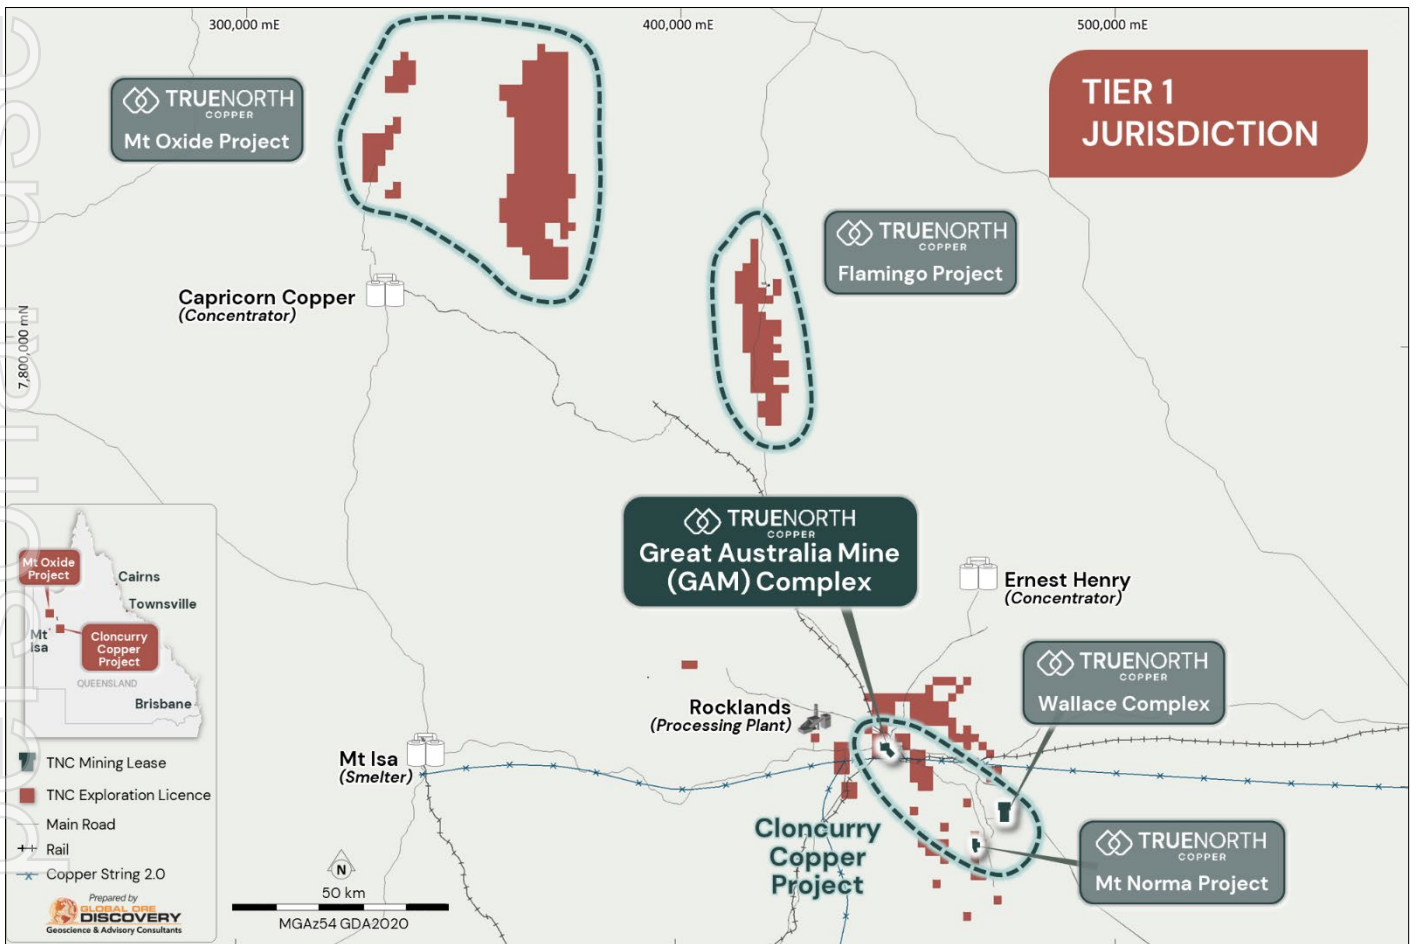 300,000 mE
400,000 mE
500,000 mE
TIER 1
JURISDICTION
TRUENORTH
COPPER
Mt Oxide Project
TRUENORTH
COPPER
Flamingo Project
Capricorn Copper
(Concentrator)
7,800,000 mN
TRUENORTH
COPPER
Great Australia Mine
(GAM) Complex
Ernest Henry
(Concentrator)
TRUENORTH
COPPER
Wallace Complex
Rocklands
(Processing Plant)
Mt Isa
(Smelter)
Cloncurry
Copper
Project
TRUENORTH
COPPER
Mt Norma Project
Mt Oxide
Project
Cairns
Townsville
Mt
Isa
Cloncurry
Copper
Project
QUEENSLAND
Brisbane
TNC Mining Lease
TNC Exploration Licence
Main Road
Rail
Copper String 2.0
Prepared by
GLOBAL ORE
DISCOVERY
Geoscience & Advisory Consultants
N
50 km
MGAz54 GDA2020